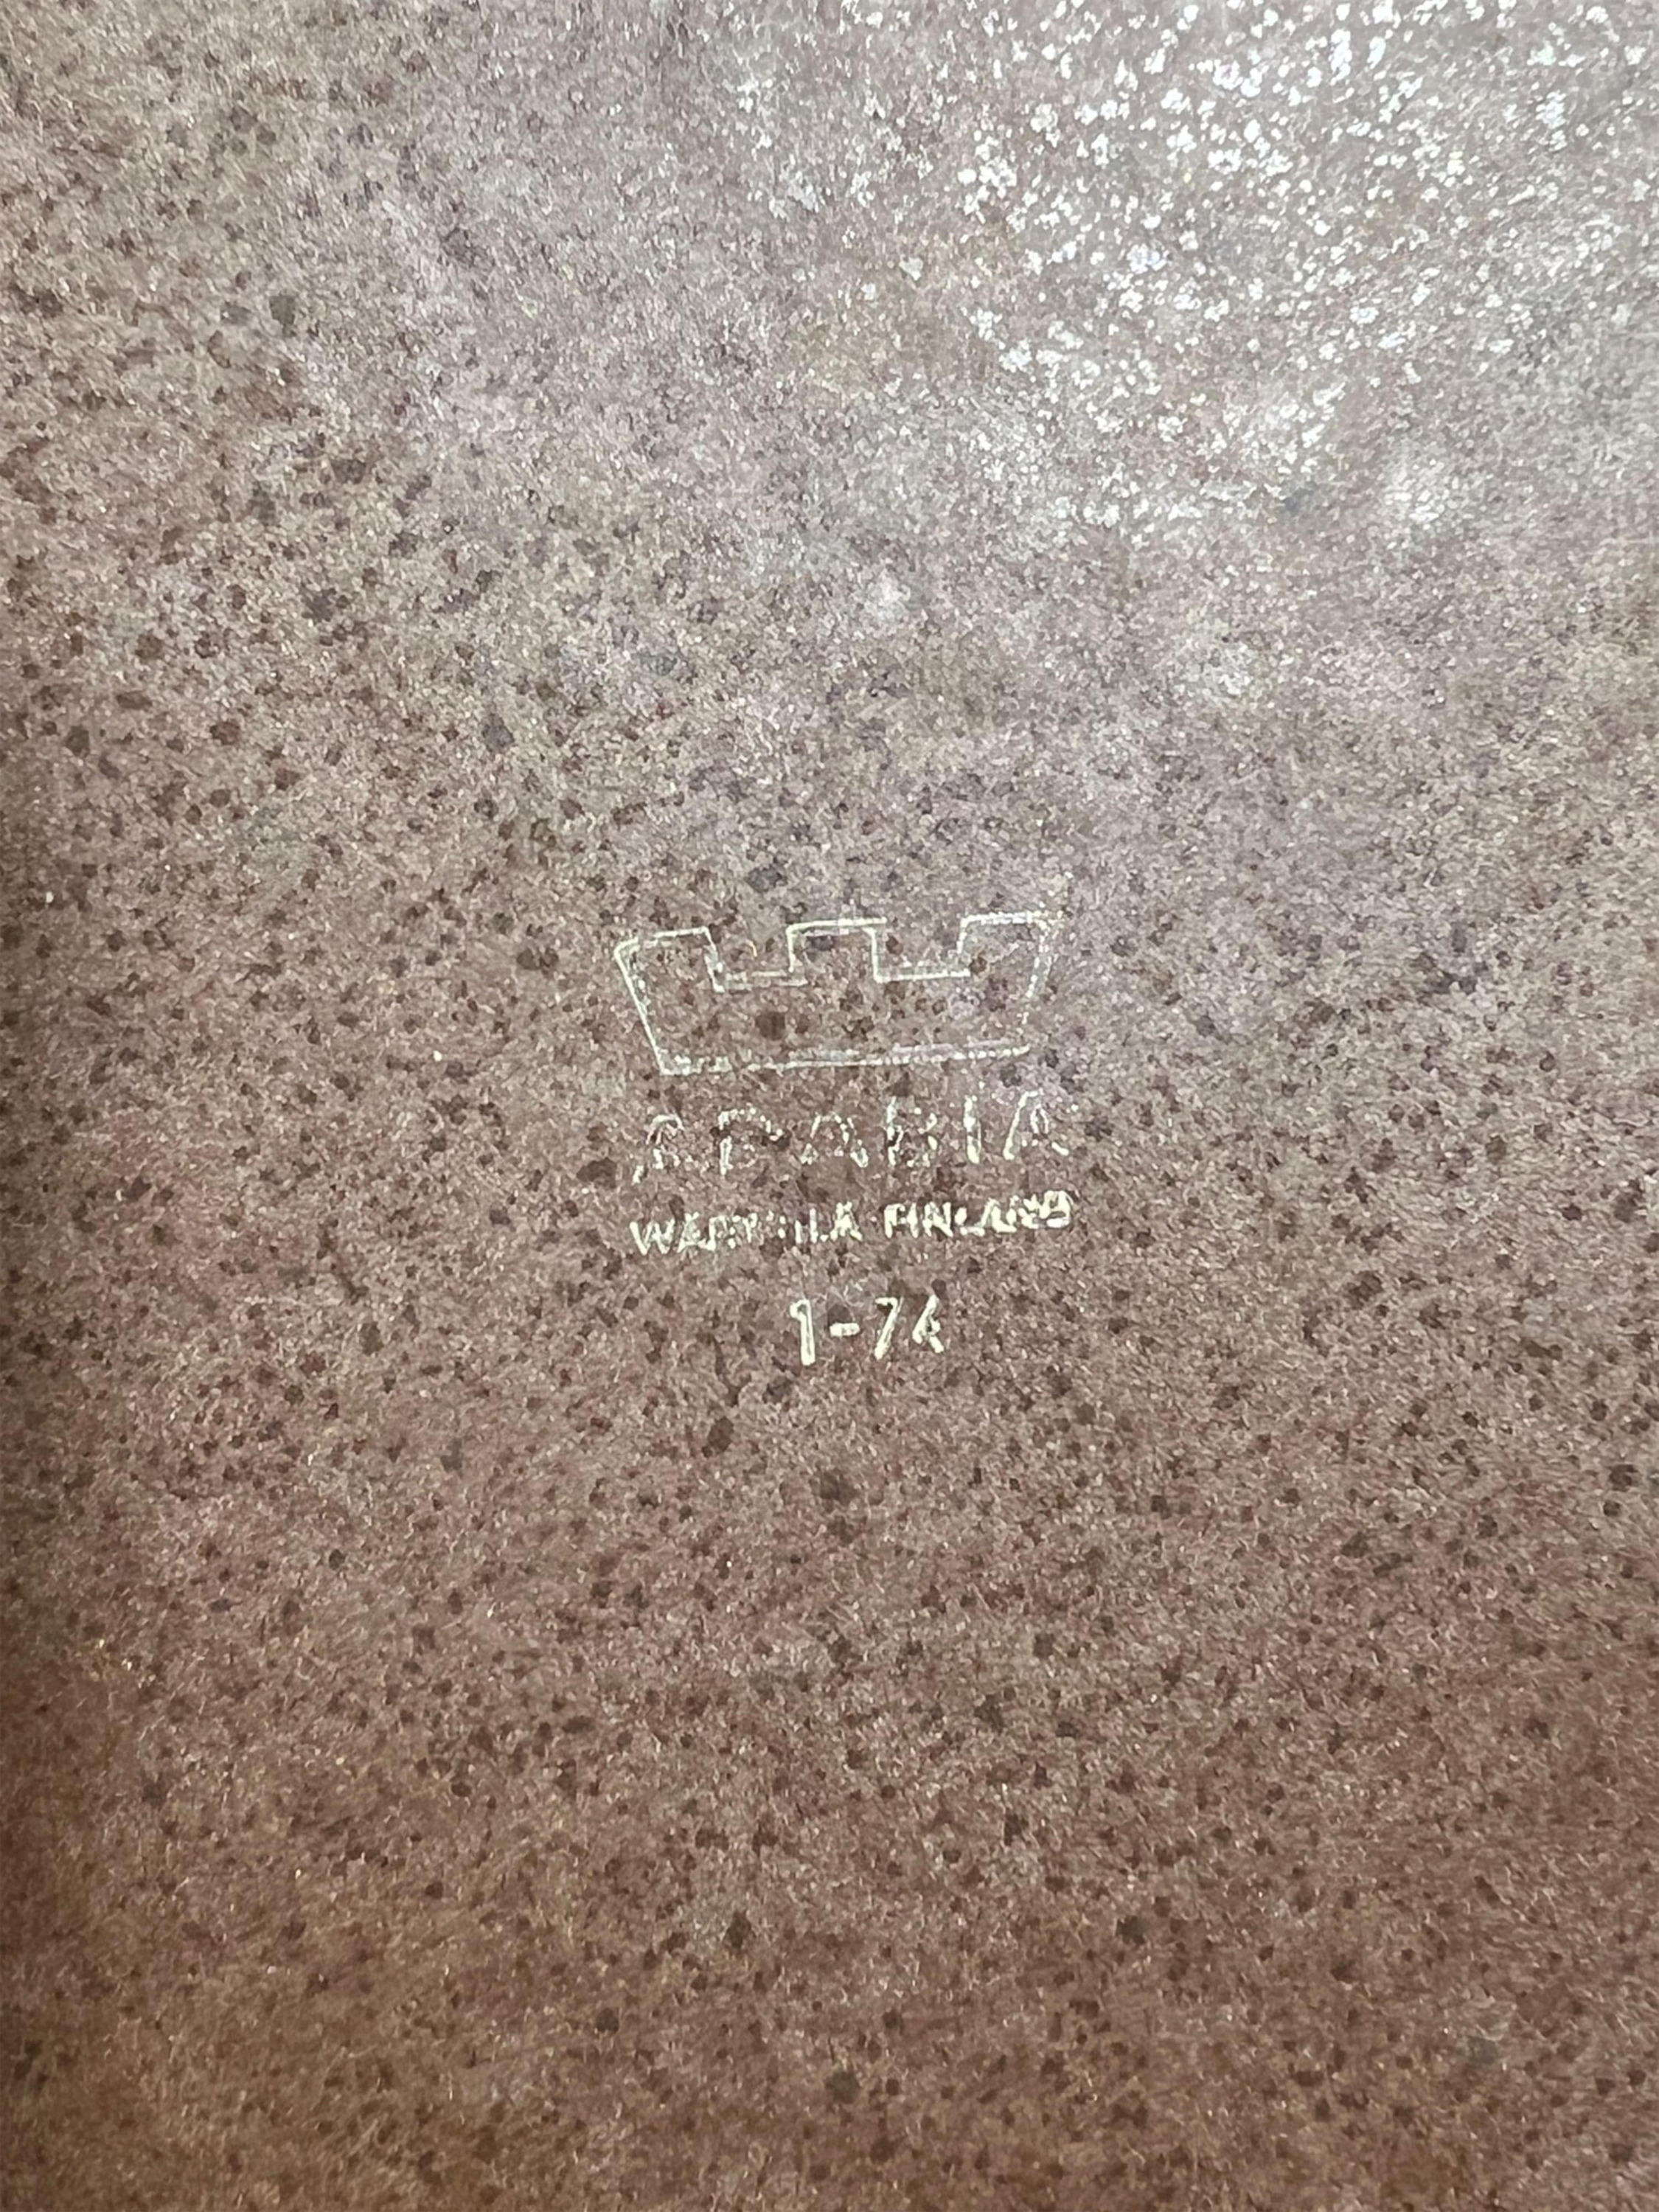 ARABIA
WÄRTSILÄ FINLAND
1-74